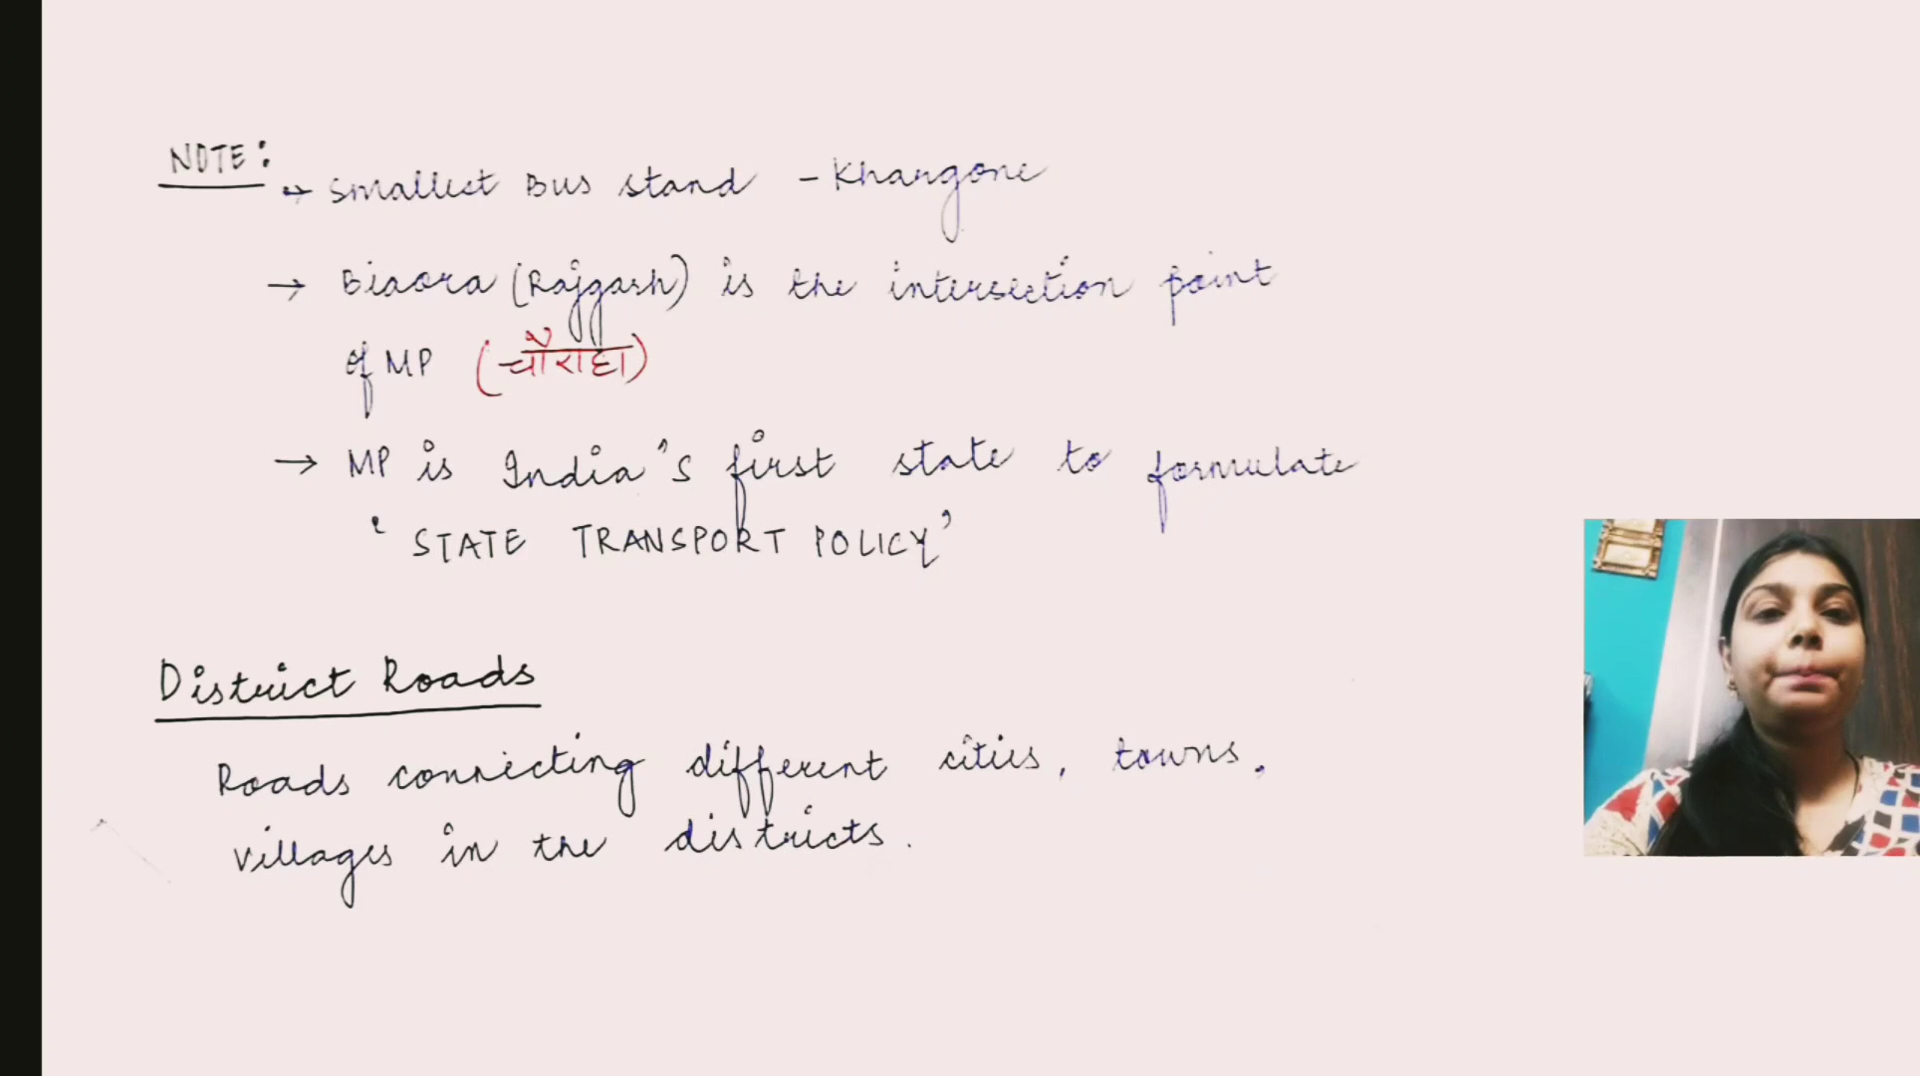 NOTE:
→ Smallest Bus stand - Khargone
→ Biaora (Rajgarh) is the intersection point
of MP (चौराहा)
→ MP is India's first state to formulate
'STATE TRANSPORT POLICY'
District Roads
Roads connecting different cities, towns,
villages in the districts.